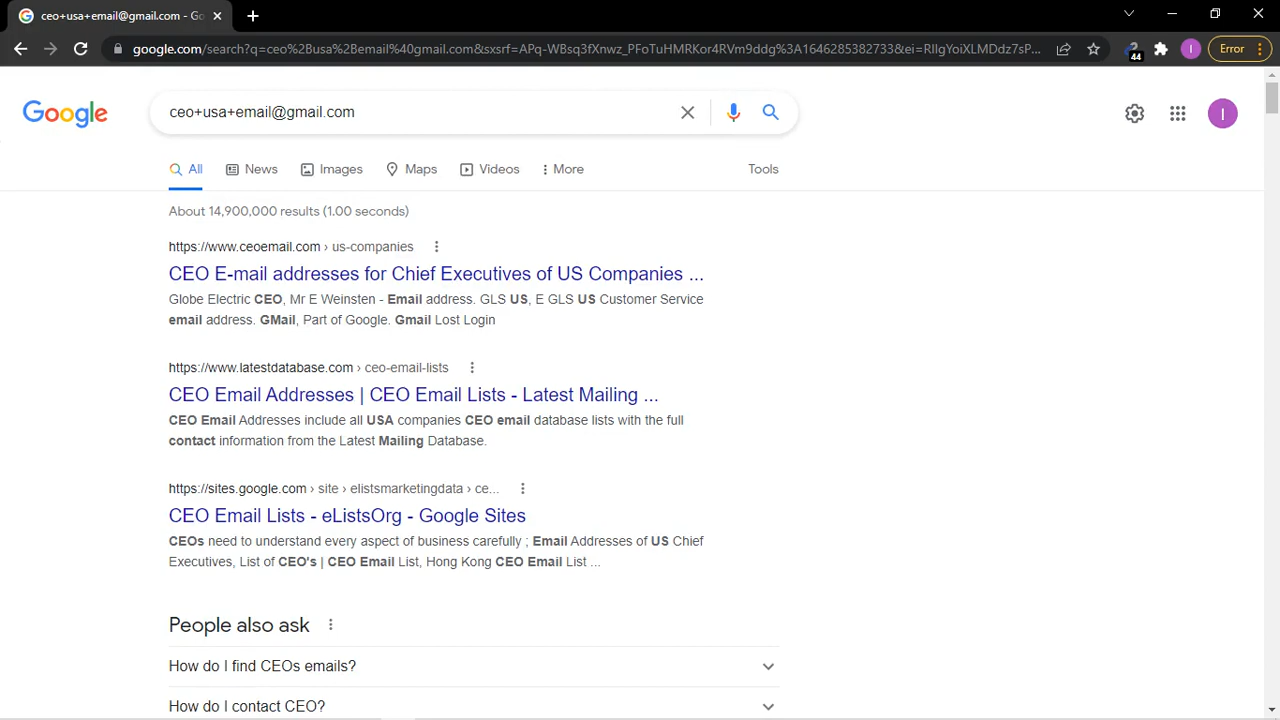 ceo+usa+email@gmail.com - Go
google.com/search?q=ceo%2Busa%2Bemail%40gmail.com&sxsrf=APq-WBsq3fXnwz_PFoTuHMRKor4RVm9ddg%3A1646285382733&ei=RllgYoiXLMDdz7sP...
44
I
Error
Google
ceo+usa+email@gmail.com
I
All
News
Images
Maps
Videos
More
Tools
About 14,900,000 results (1.00 seconds)
https://www.ceoemail.com › us-companies
CEO E-mail addresses for Chief Executives of US Companies ...
Globe Electric CEO, Mr E Weinsten - Email address. GLS US, E GLS US Customer Service
email address. GMail, Part of Google. Gmail Lost Login
https://www.latestdatabase.com › ceo-email-lists
CEO Email Addresses | CEO Email Lists - Latest Mailing ...
CEO Email Addresses include all USA companies CEO email database lists with the full
contact information from the Latest Mailing Database.
https://sites.google.com › site › elistsmarketingdata › ce...
CEO Email Lists - eListsOrg - Google Sites
CEOs need to understand every aspect of business carefully ; Email Addresses of US Chief
Executives, List of CEO's | CEO Email List, Hong Kong CEO Email List ...
People also ask
How do I find CEOs emails?
How do I contact CEO?